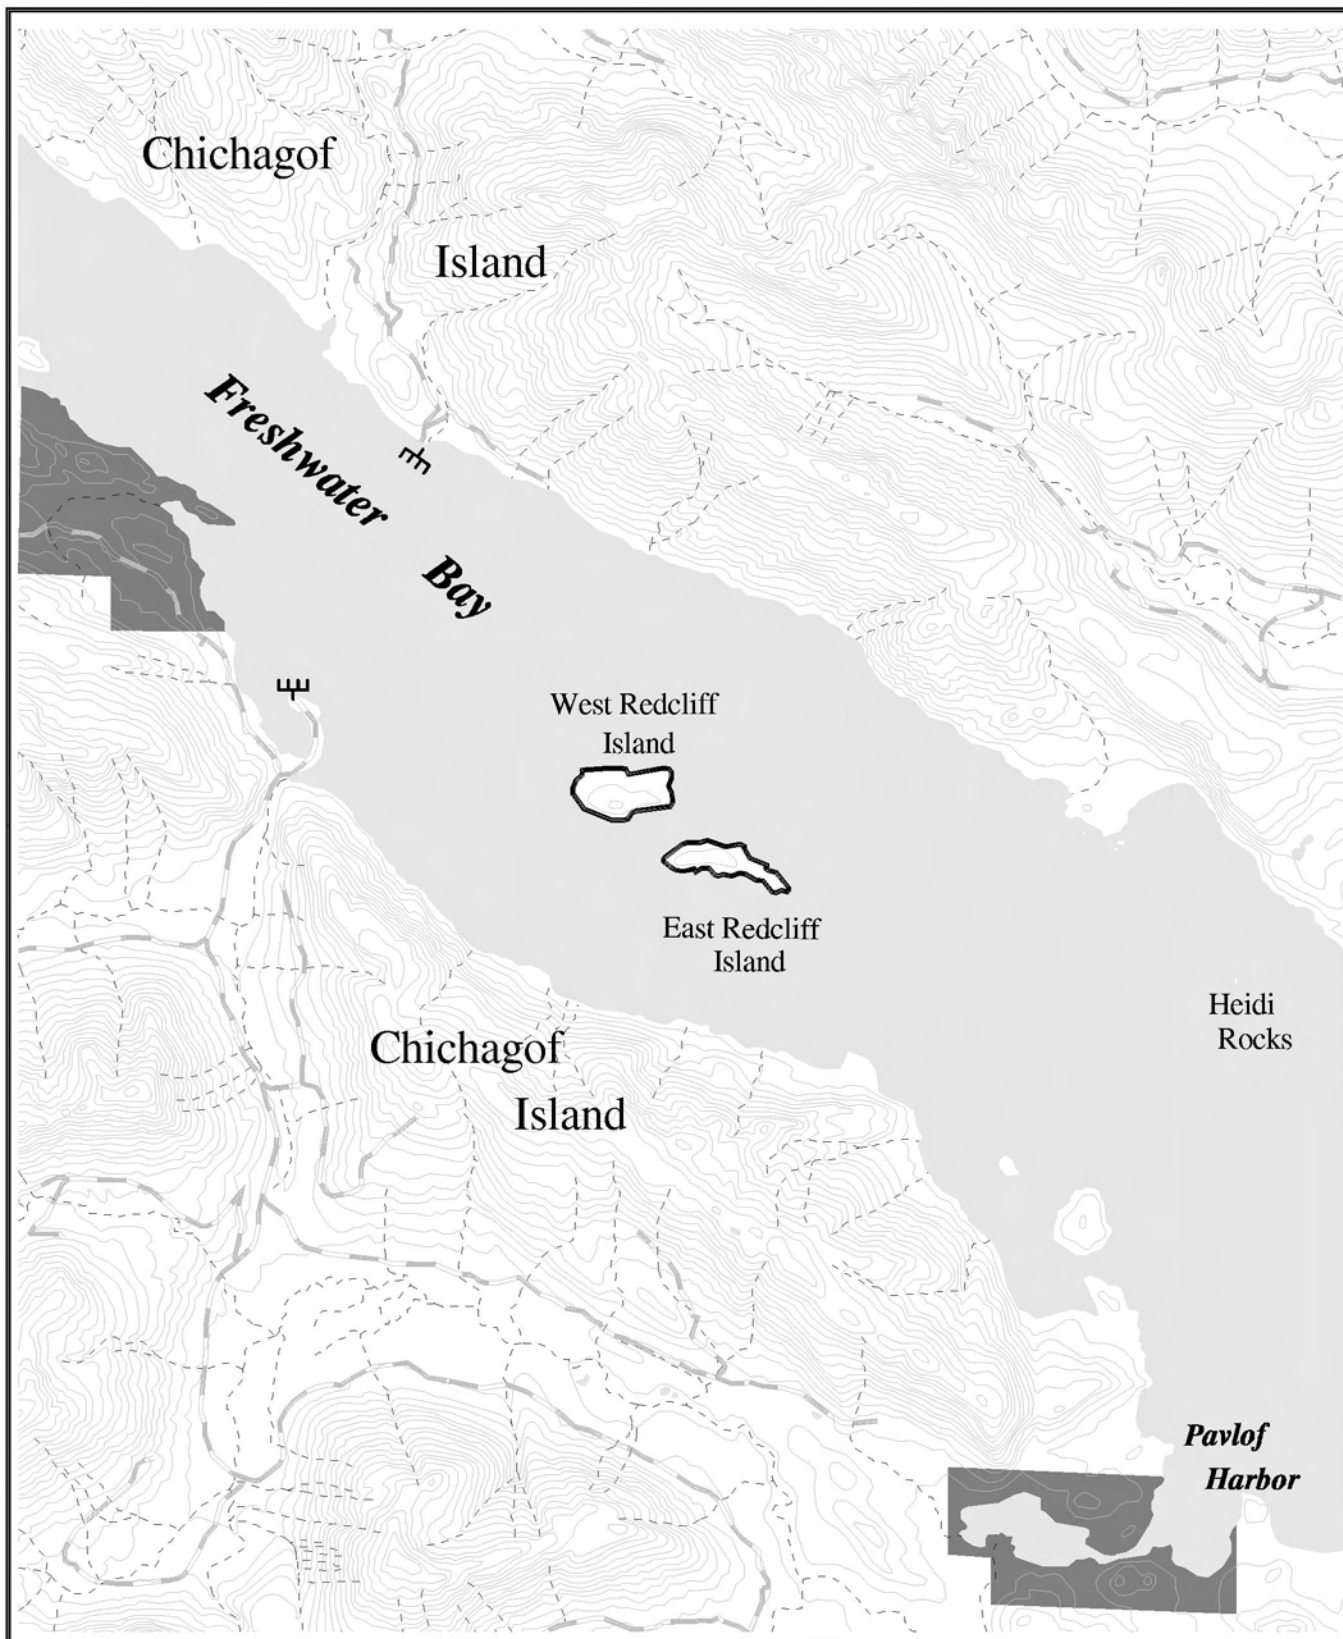 Chichagof
Island
Freshwater
Bay
West Redcliff
Island
East Redcliff
Island
Heidi
Rocks
Chichagof
Island
Pavlof
Harbor